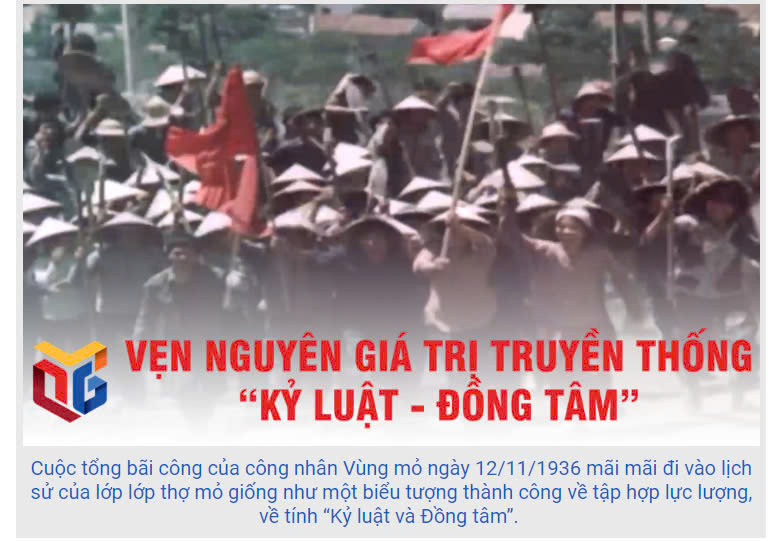 VẸN NGUYÊN GIÁ TRỊ TRUYỀN THỐNG
“KỶ LUẬT - ĐỒNG TÂM”
Cuộc tổng bãi công của công nhân Vùng mỏ ngày 12/11/1936 mãi mãi đi vào lịch
sử của lớp lớp thợ mỏ giống như một biểu tượng thành công về tập hợp lực lượng,
về tính “Kỷ luật và Đồng tâm”.